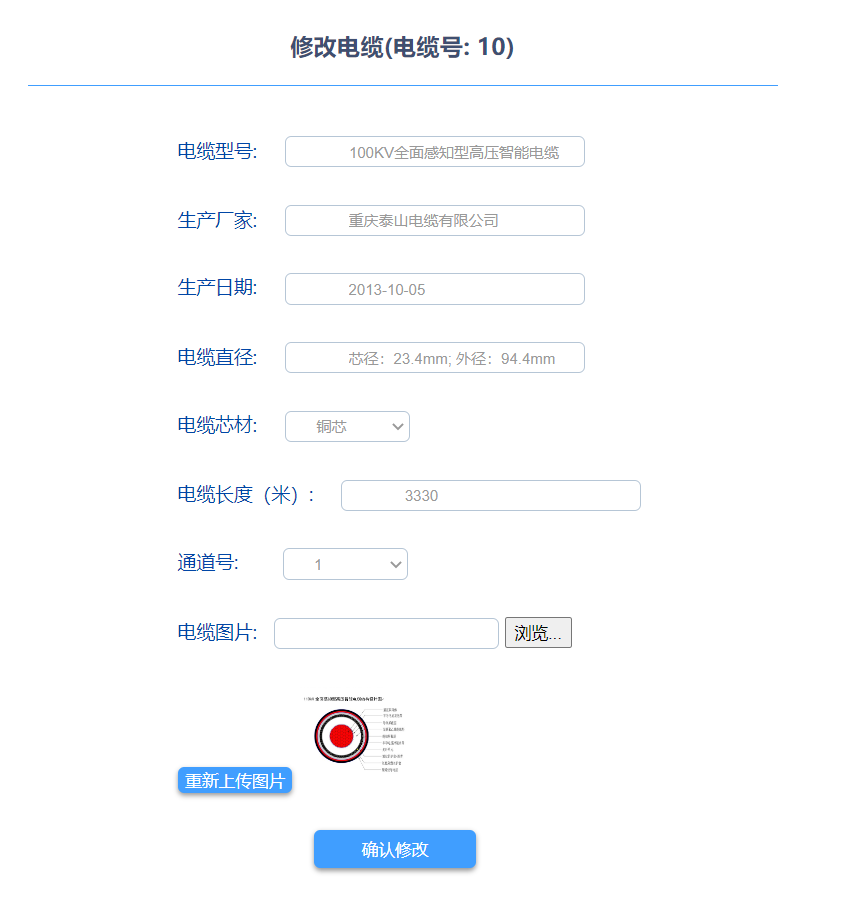 修改电缆(电缆号: 10)
电缆型号: 100KV全面感知型高压智能电缆
生产厂家: 重庆泰山电缆有限公司
生产日期: 2013-10-05
电缆直径: 芯径：23.4mm; 外径：94.4mm
电缆芯材: 铜芯
电缆长度（米）: 3330
通道号: 1
电缆图片: 浏览...
重新上传图片
确认修改